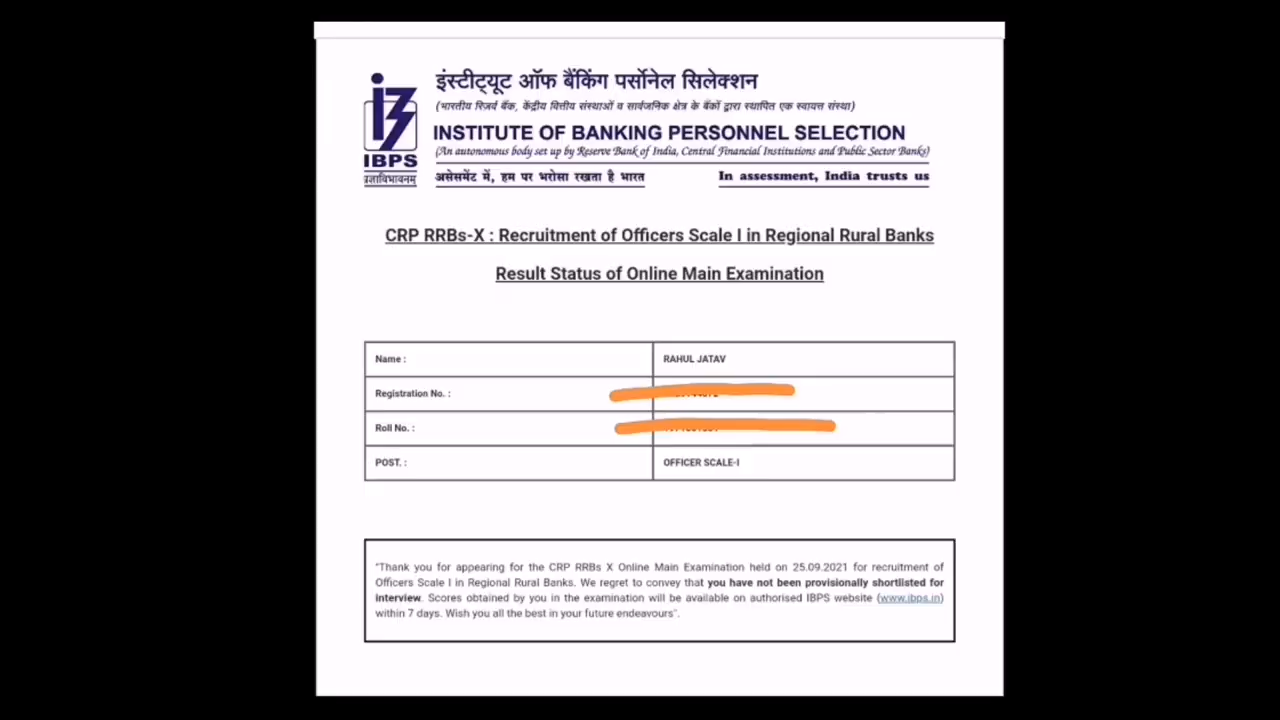 इंस्टीट्यूट ऑफ बैंकिंग पर्सोनेल सिलेक्शन
(भारतीय रिजर्व बैंक, केंद्रीय वित्तीय संस्थाओं व सार्वजनिक क्षेत्र के बैंकों द्वारा स्थापित एक स्वायत्त संस्था)
INSTITUTE OF BANKING PERSONNEL SELECTION
(An autonomous body set up by Reserve Bank of India, Central Financial Institutions and Public Sector Banks)
IBPS
प्रज्ञाविभावनम्
असेसमेंट में, हम पर भरोसा रखता है भारत In assessment, India trusts us
CRP RRBs-X : Recruitment of Officers Scale I in Regional Rural Banks
Result Status of Online Main Examination
Name : RAHUL JATAV
Registration No. :
Roll No. :
POST. : OFFICER SCALE-I
"Thank you for appearing for the CRP RRBs X Online Main Examination held on 25.09.2021 for recruitment of
Officers Scale I in Regional Rural Banks. We regret to convey that you have not been provisionally shortlisted for
interview. Scores obtained by you in the examination will be available on authorised IBPS website (www.ibps.in)
within 7 days. Wish you all the best in your future endeavours".